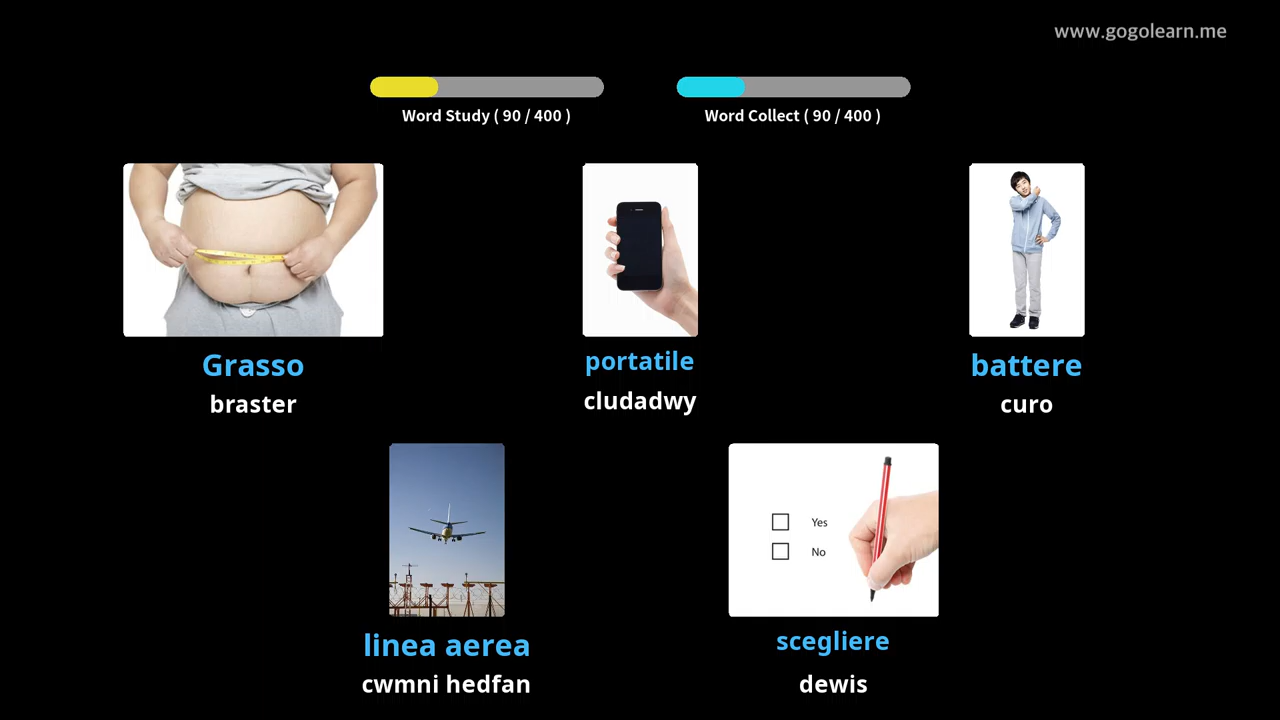 www.gogolearn.me
Word Study ( 90 / 400 )
Word Collect ( 90 / 400 )
Grasso
braster
portatile
cludadwy
battere
curo
Yes
No
linea aerea
cwmni hedfan
scegliere
dewis